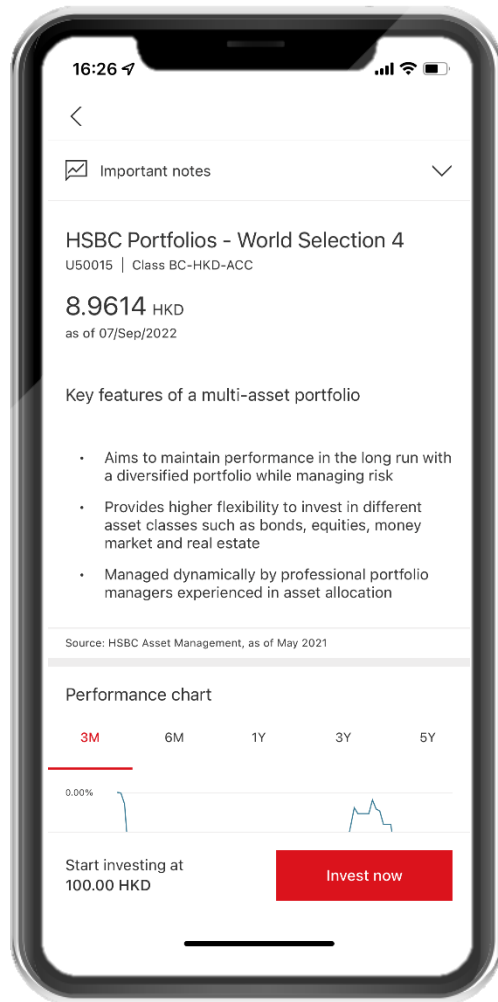 16:26
Important notes
HSBC Portfolios - World Selection 4
U50015 | Class BC-HKD-ACC
8.9614 HKD
as of 07/Sep/2022
Key features of a multi-asset portfolio
• Aims to maintain performance in the long run with
a diversified portfolio while managing risk
• Provides higher flexibility to invest in different
asset classes such as bonds, equities, money
market and real estate
• Managed dynamically by professional portfolio
managers experienced in asset allocation
Source: HSBC Asset Management, as of May 2021
Performance chart
3M 6M 1Y 3Y 5Y
0.00%
Start investing at
100.00 HKD
Invest now